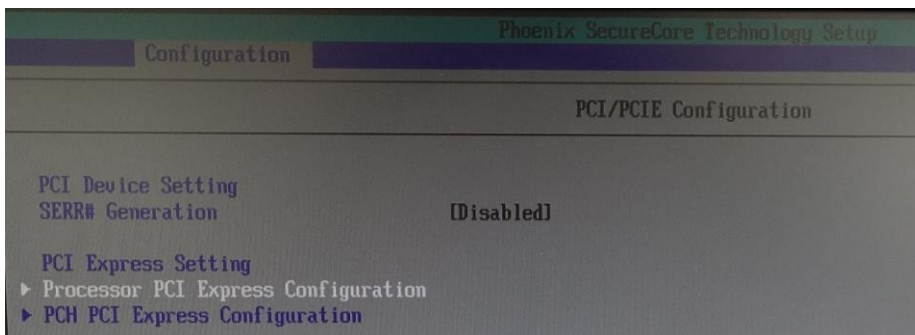 Phoenix SecureCore Technology Setup
Configuration
PCI/PCIE Configuration
PCI Device Setting
SERR# Generation [Disabled]
PCI Express Setting
▶ Processor PCI Express Configuration
▶ PCH PCI Express Configuration